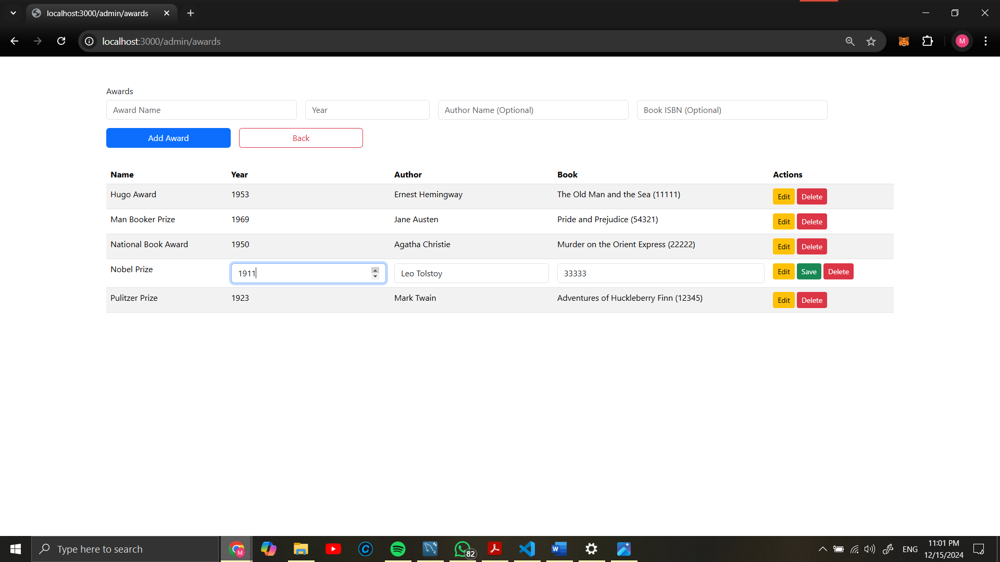 localhost:3000/admin/awards
localhost:3000/admin/awards
M
Awards
Award Name Year Author Name (Optional) Book ISBN (Optional)
Add Award Back
Name Year Author Book Actions
Hugo Award 1953 Ernest Hemingway The Old Man and the Sea (11111) Edit Delete
Man Booker Prize 1969 Jane Austen Pride and Prejudice (54321) Edit Delete
National Book Award 1950 Agatha Christie Murder on the Orient Express (22222) Edit Delete
Nobel Prize 1911 Leo Tolstoy 33333 Edit Save Delete
Pulitzer Prize 1923 Mark Twain Adventures of Huckleberry Finn (12345) Edit Delete
Type here to search M C 82 W ENG 11:01 PM
12/15/2024